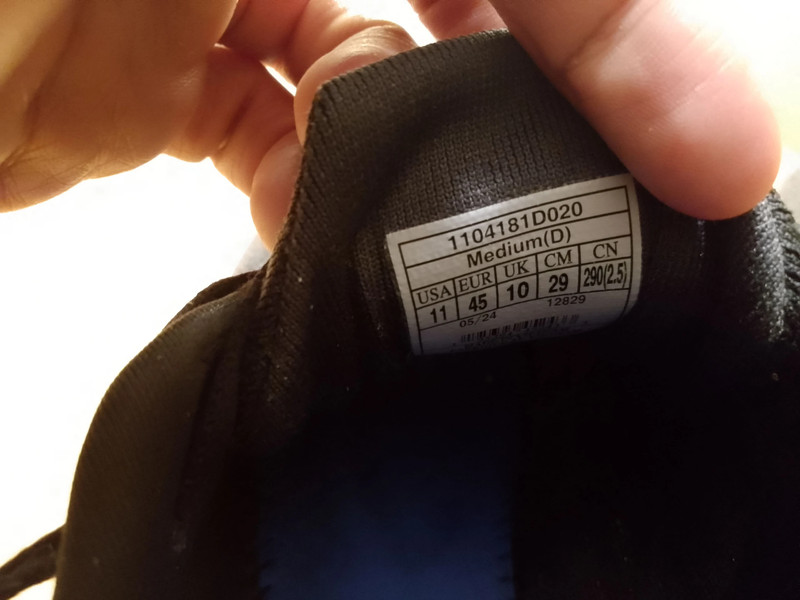 1104181D020
Medium(D)
USA EUR UK CM CN
11 45 10 29 290(2.5)
05/24 12829